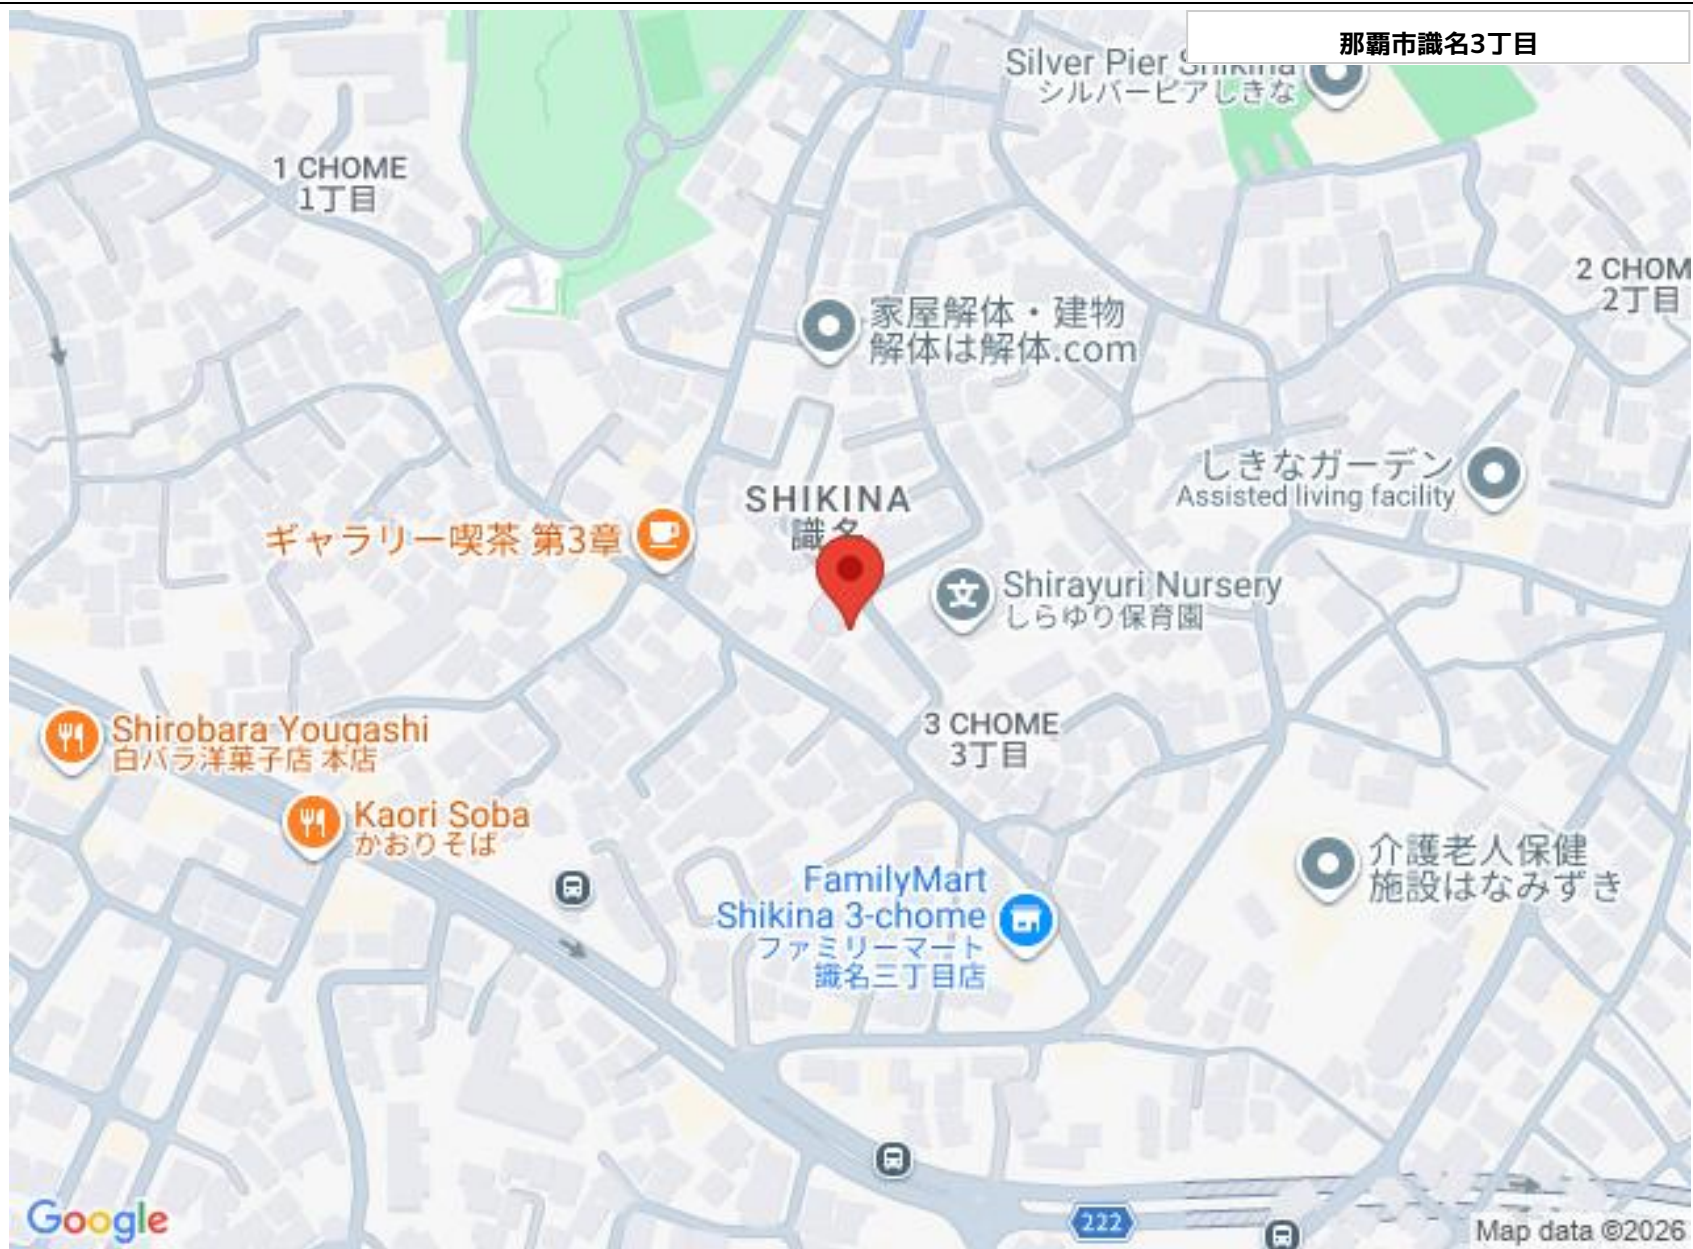 那覇市識名3丁目
Silver Pier Shikina
シルバーピアしきな
1 CHOME
1丁目
2 CHOM
2丁目
家屋解体・建物
解体は解体.com
しきなガーデン
Assisted living facility
SHIKINA
識名
ギャラリー喫茶 第3章
Shirayuri Nursery
しらゆり保育園
Shirobara Yougashi
白バラ洋菓子店 本店
3 CHOME
3丁目
Kaori Soba
かおりそば
介護老人保健
施設はなみずき
FamilyMart
Shikina 3-chome
ファミリーマート
識名三丁目店
222
Google
Map data ©2026